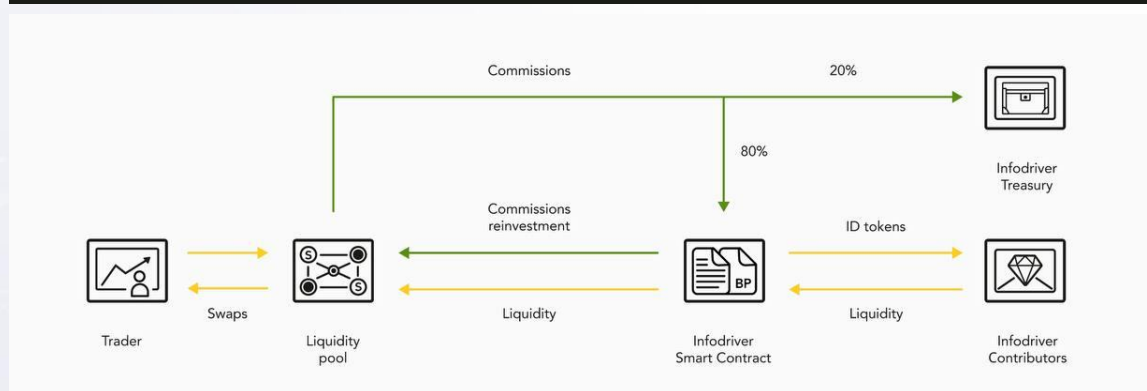 Commissions
20%
80%
Infodriver
Treasury
Commissions
reinvestment
ID tokens
S
S
BP
Swaps
Liquidity
Liquidity
Trader
Liquidity
pool
Infodriver
Smart Contract
Infodriver
Contributors